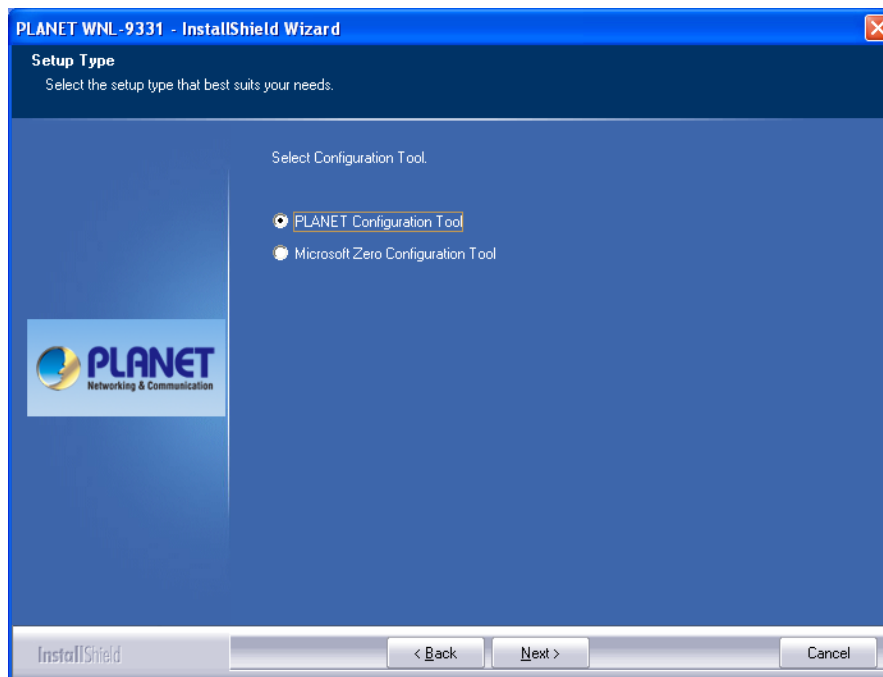 PLANET WNL-9331 - InstallShield Wizard
Setup Type
Select the setup type that best suits your needs.
Select Configuration Tool.
PLANET Configuration Tool
Microsoft Zero Configuration Tool
PLANET
Networking & Communication
InstallShield
< Back
Next >
Cancel